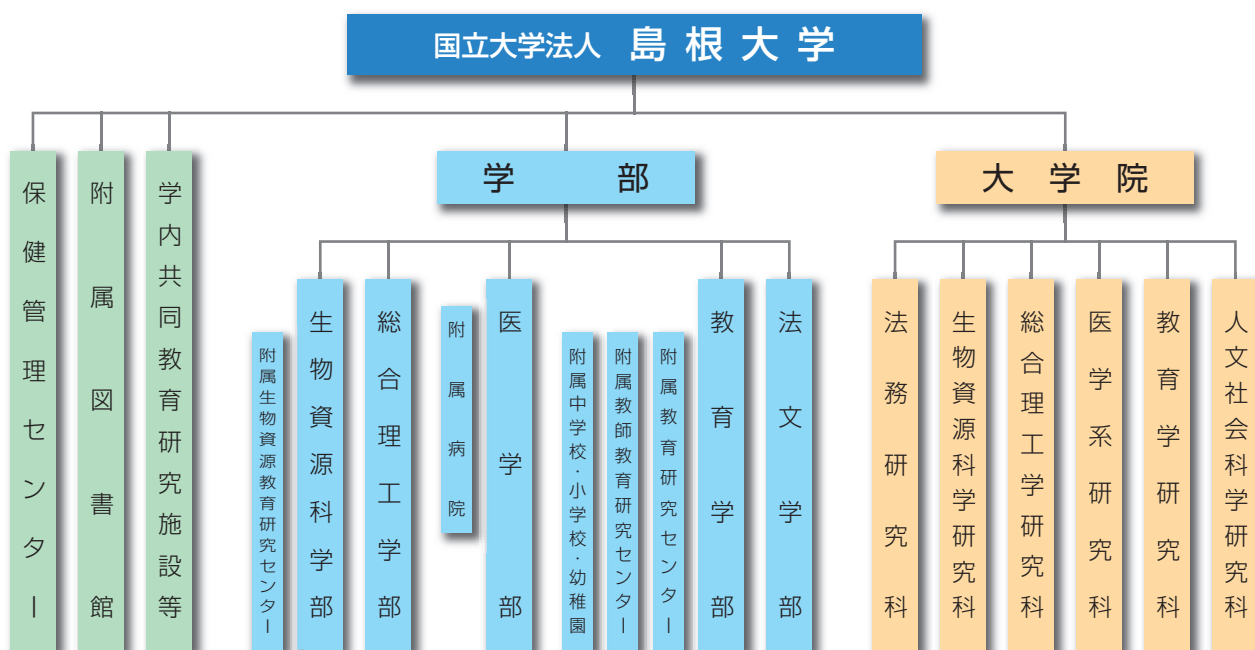 国立大学法人 島根大学
学部
大学院
人文社会科学研究科
教育学研究科
医学系研究科
総合理工学研究科
生物資源科学研究科
法務研究科
法文学部
教育学部
附属教育研究センター
附属教師教育研究センター
附属中学校・小学校・幼稚園
医学部
附属病院
総合理工学部
生物資源科学部
附属生物資源教育研究センター
学内共同教育研究施設等
附属図書館
保健管理センター